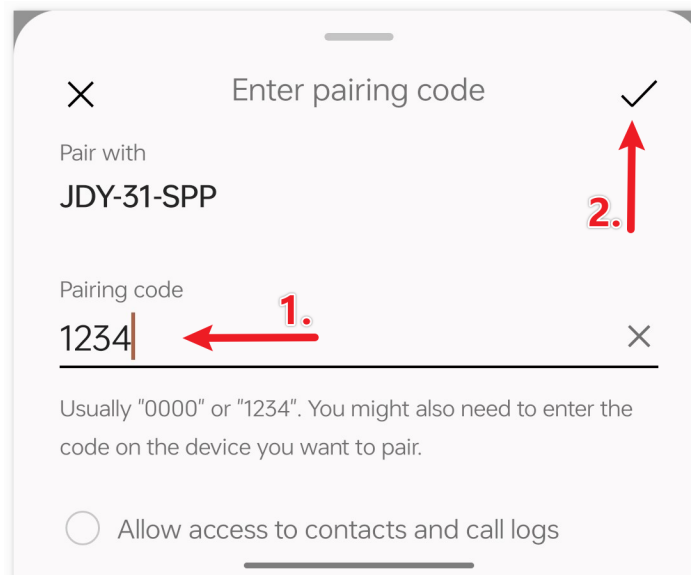 Enter pairing code
Pair with
JDY-31-SPP
2.
Pairing code
1.
1234
Usually "0000" or "1234". You might also need to enter the
code on the device you want to pair.
Allow access to contacts and call logs